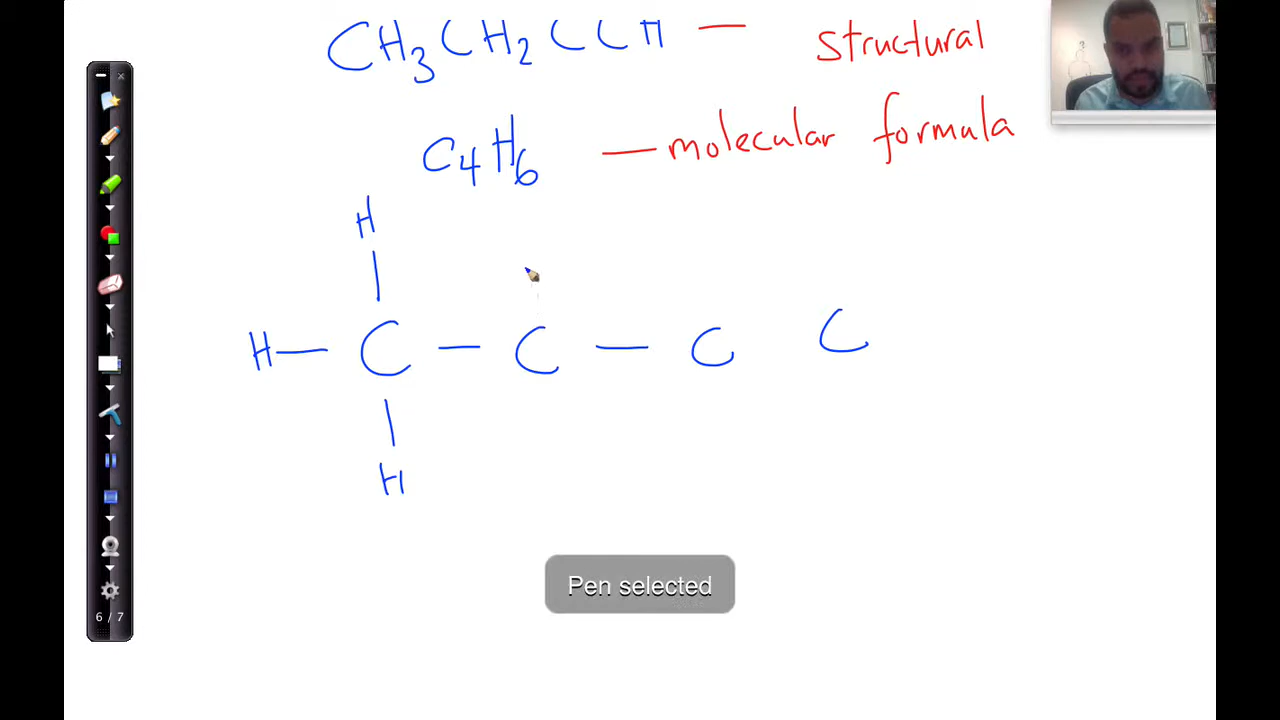 CH3CH2CCH — structural
C4H6 — molecular formula
H
H — C — C — C C
H
Pen selected
6 / 7